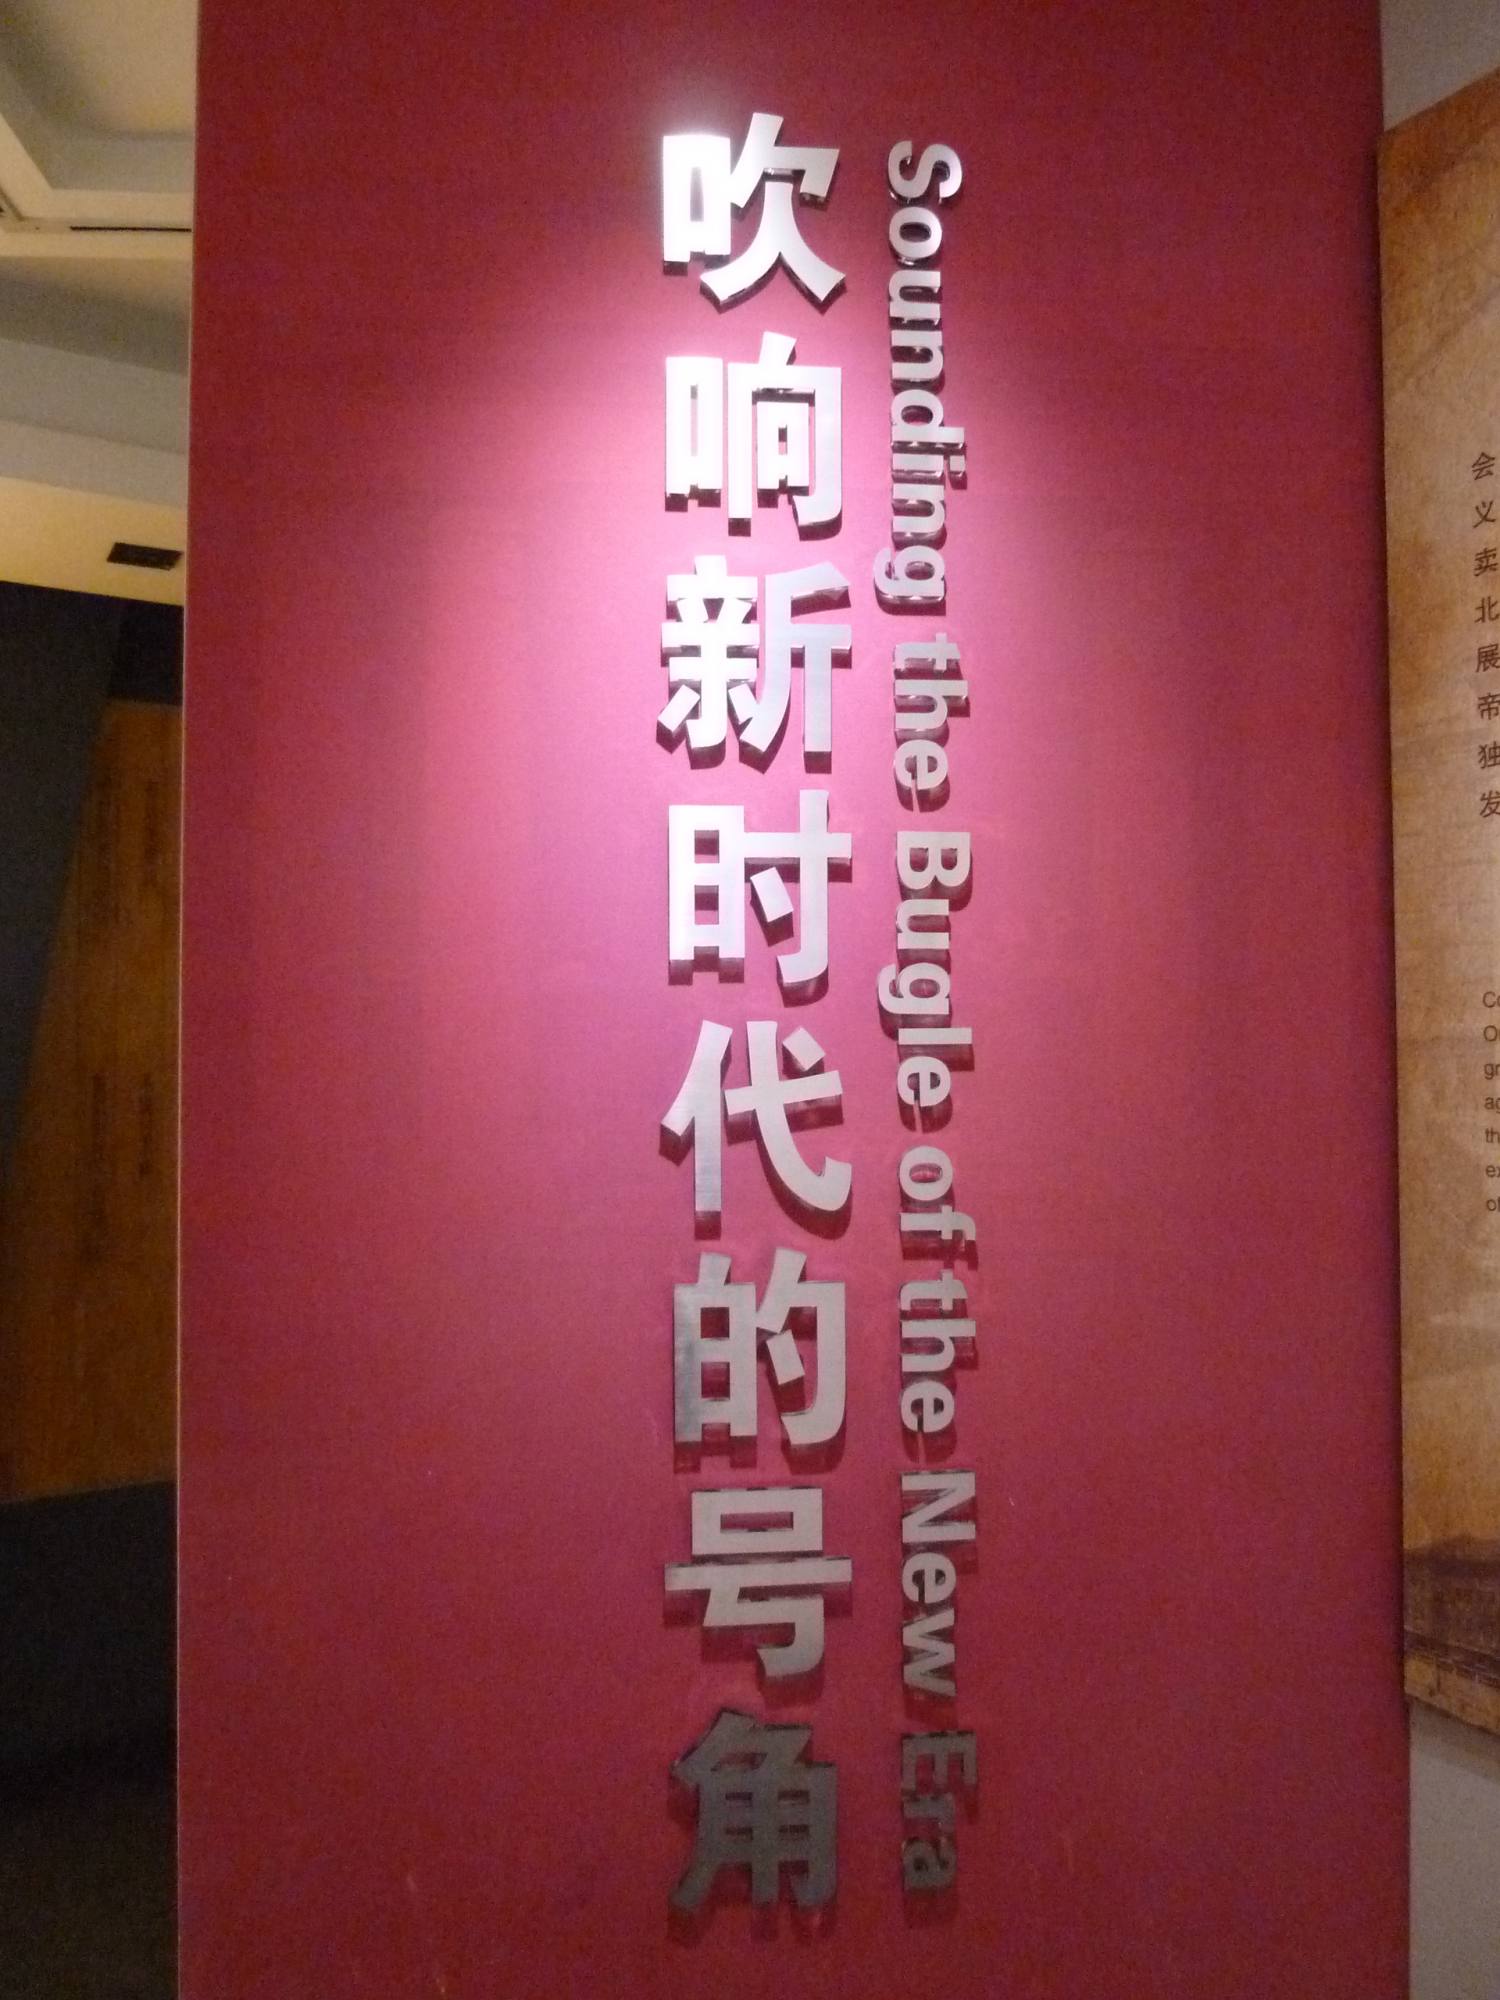 吹响新时代的号角
Sounding the Bugle of the New Era
会
义
卖
北
展
帝
独
发